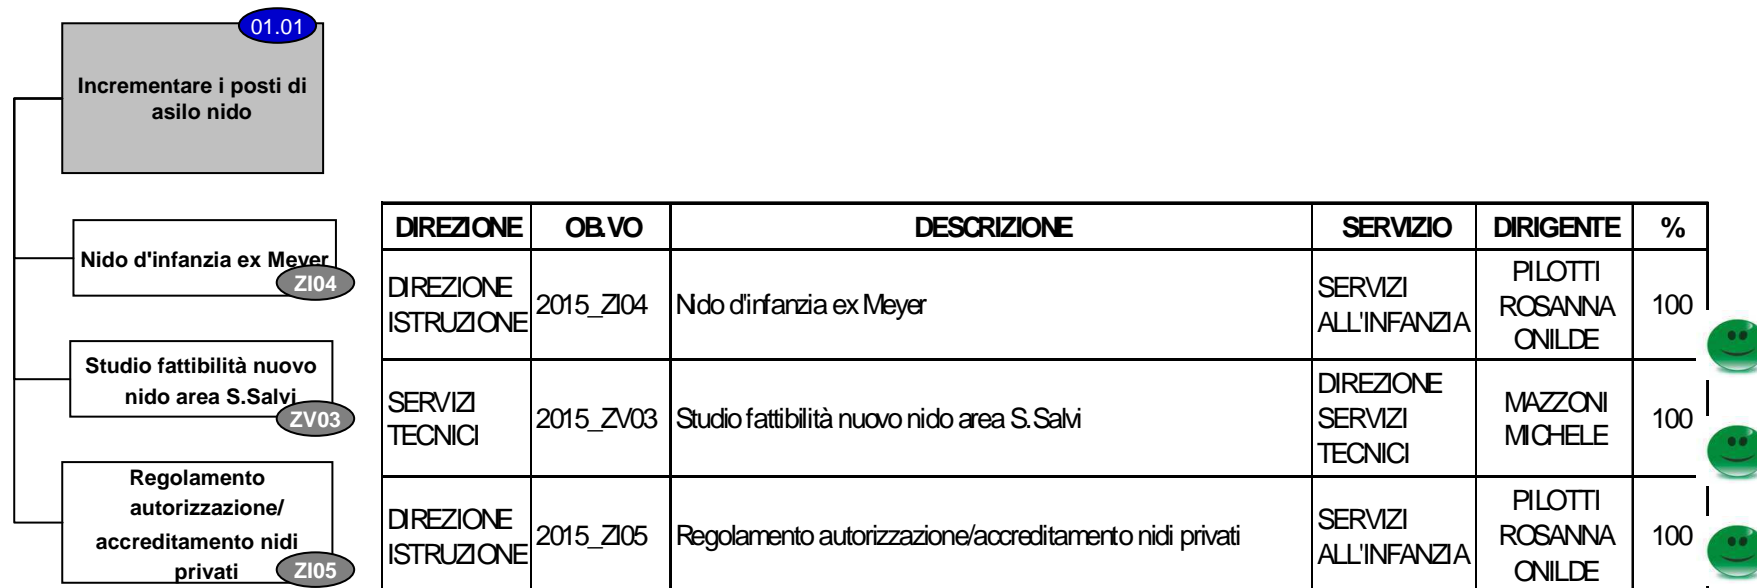 01.01
Incrementare i posti di
asilo nido
Nido d'infanzia ex Meyer
ZI04
Studio fattibilità nuovo
nido area S.Salvi
ZV03
Regolamento
autorizzazione/
accreditamento nidi
privati
ZI05
DIREZIONE OB.VO DESCRIZIONE SERVIZIO DIRIGENTE %
DIREZIONE
ISTRUZIONE
2015_ZI04
Nido d'infanzia ex Meyer
SERVIZI
ALL'INFANZIA
PILOTTI
ROSANNA
ONILDE
100
SERVIZI
TECNICI
2015_ZV03
Studio fattibilità nuovo nido area S.Salvi
DIREZIONE
SERVIZI
TECNICI
MAZZONI
MICHELE
100
DIREZIONE
ISTRUZIONE
2015_ZI05
Regolamento autorizzazione/accreditamento nidi privati
SERVIZI
ALL'INFANZIA
PILOTTI
ROSANNA
ONILDE
100